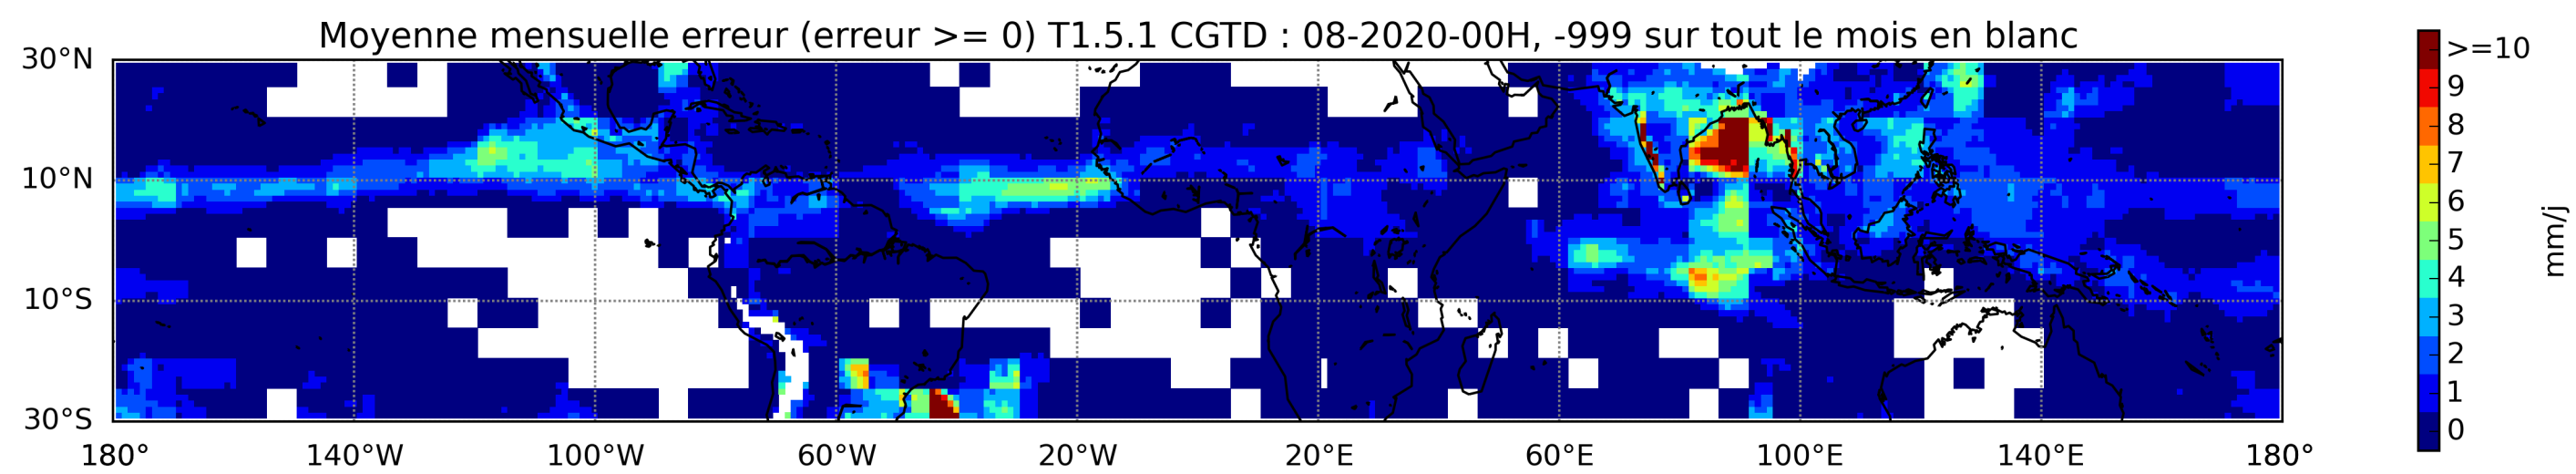 Moyenne mensuelle erreur (erreur >= 0) T1.5.1 CGTD : 08-2020-00H, -999 sur tout le mois en blanc
30°N
10°N
10°S
30°S
180° 140°W 100°W 60°W 20°W 20°E 60°E 100°E 140°E 180°
>=10
9
8
7
6
5
4
3
2
1
0
mm/j